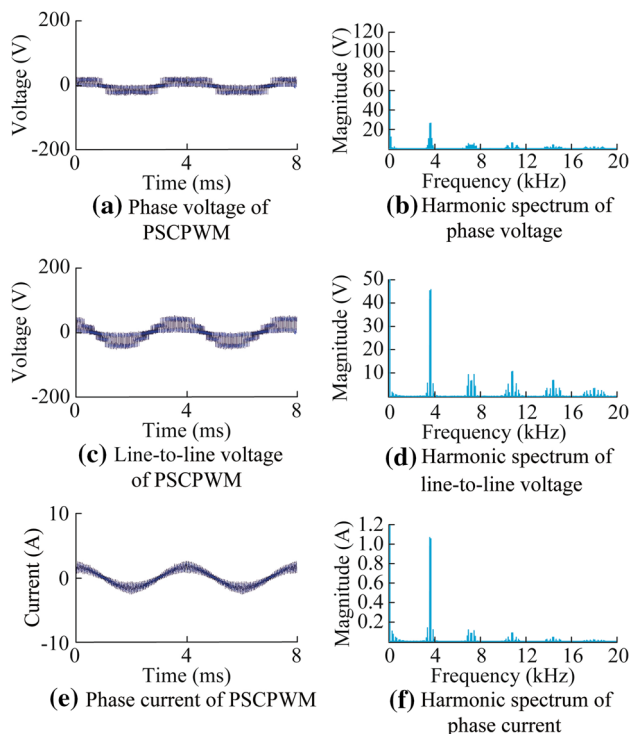 Voltage (V)
200
0
-200
0
4
8
Time (ms)
(a) Phase voltage of
PSCPWM
Magnitude (V)
120
100
80
60
40
20
0
4
8
12
16
20
Frequency (kHz)
(b) Harmonic spectrum of
phase voltage
Voltage (V)
200
0
-200
0
4
8
Time (ms)
(c) Line-to-line voltage
of PSCPWM
Magnitude (V)
50
40
30
20
10
0
4
8
12
16
20
Frequency (kHz)
(d) Harmonic spectrum of
line-to-line voltage
Current (A)
10
0
-10
0
4
8
Time (ms)
(e) Phase current of PSCPWM
Magnitude (A)
1.2
1.0
0.8
0.6
0.4
0.2
0
4
8
12
16
20
Frequency (kHz)
(f) Harmonic spectrum of
phase current